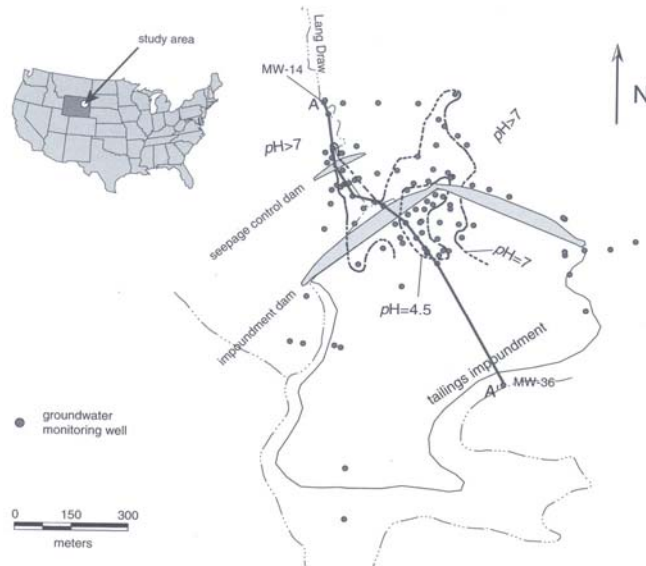 study area
Lang Draw
MW-14
A
N
pH>7
pH>7
seepage control dam
pH=7
impoundment dam
pH=4.5
tailings impoundment
A'
MW-36
groundwater
monitoring well
0 150 300
meters